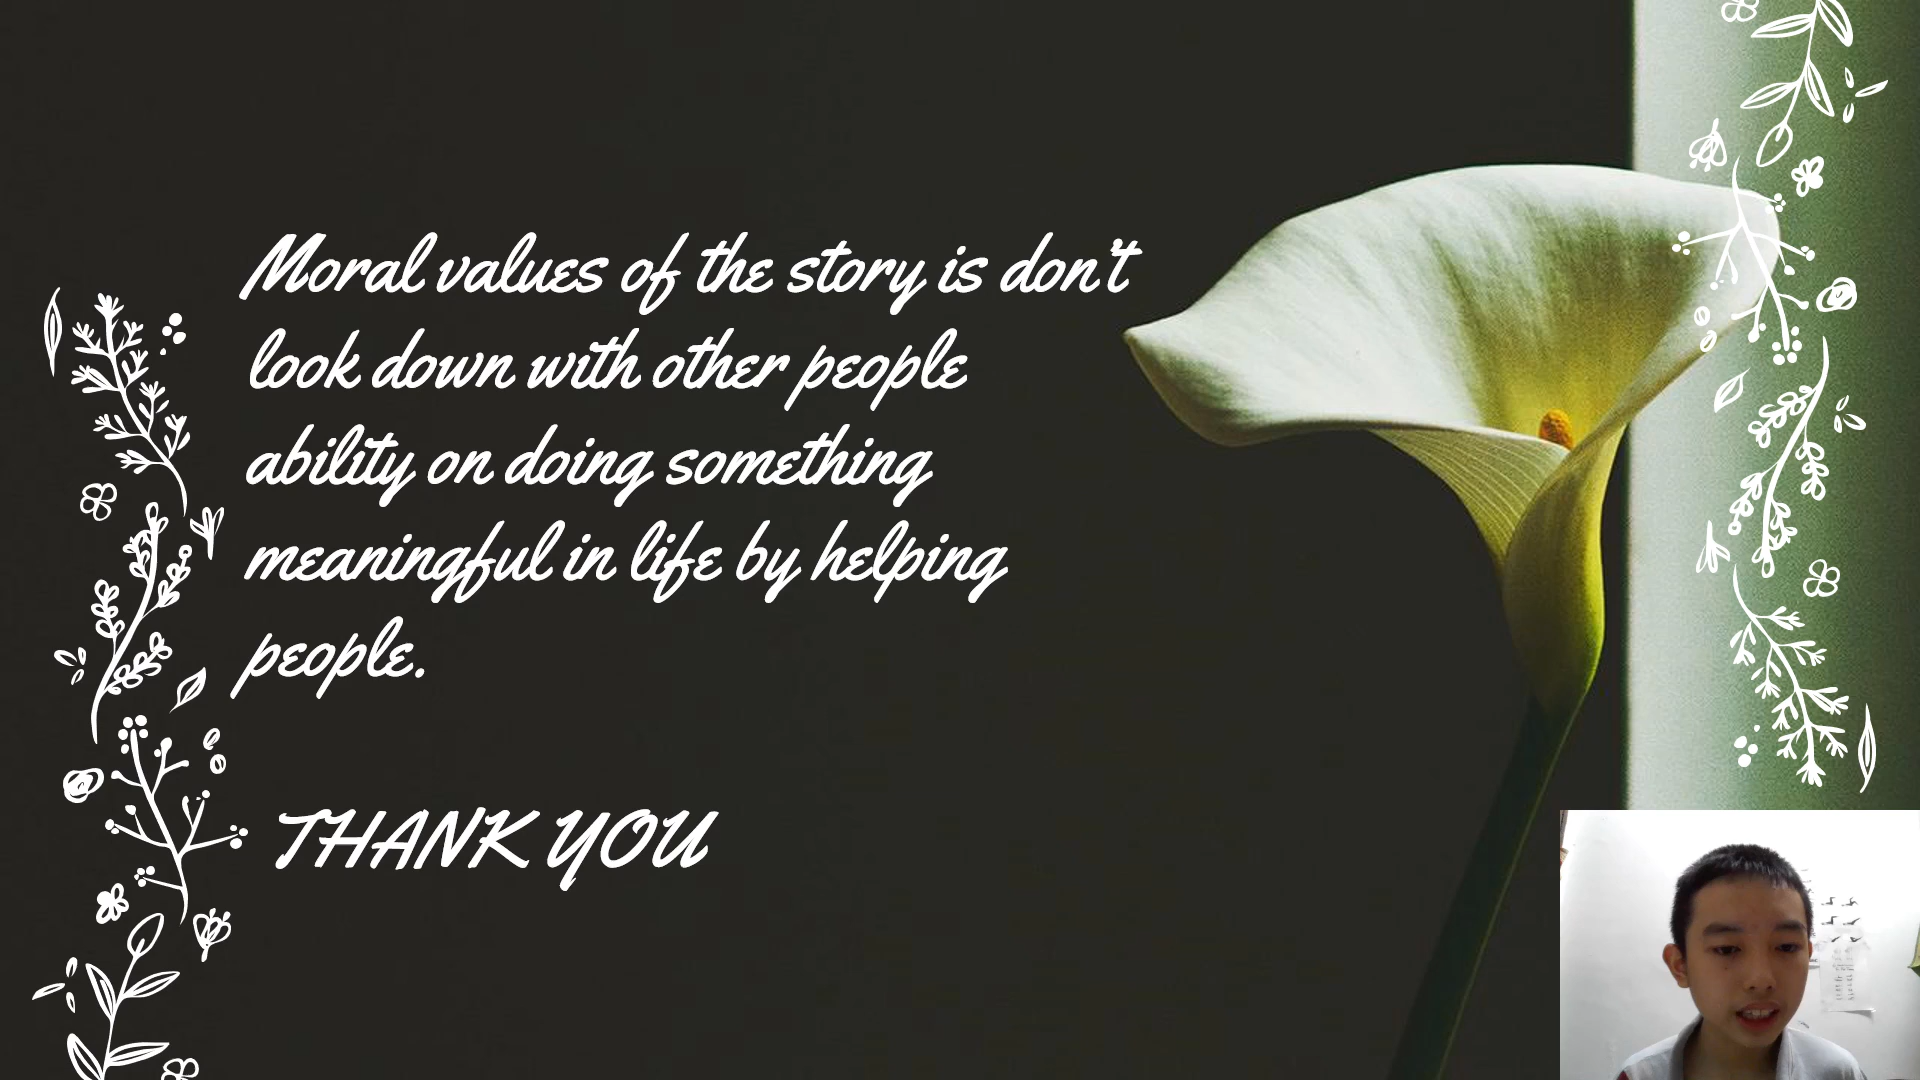 Moral values of the story is don't
look down with other people
ability on doing something
meaningful in life by helping
people.
THANK YOU